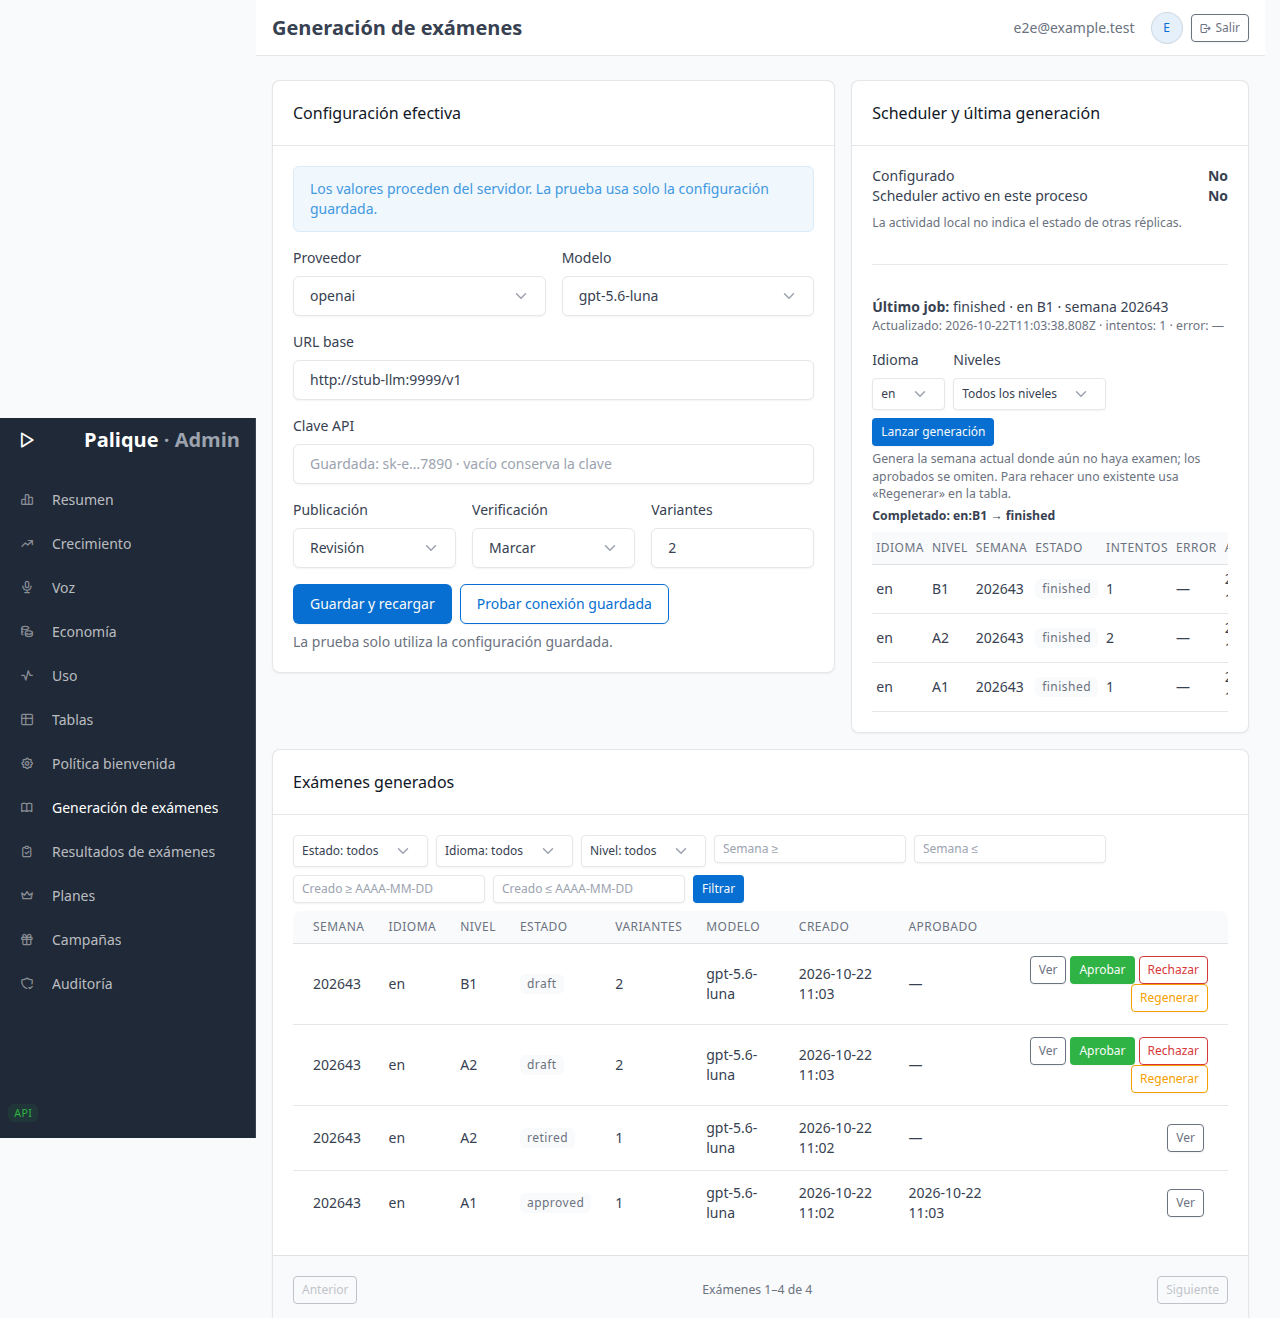 Generación de exámenes
e2e@example.test
E
Salir
Palique · Admin
Resumen
Crecimiento
Voz
Economía
Uso
Tablas
Política bienvenida
Generación de exámenes
Resultados de exámenes
Planes
Campañas
Auditoría
API
Configuración efectiva
Los valores proceden del servidor. La prueba usa solo la configuración
guardada.
Proveedor Modelo
openai gpt-5.6-luna
URL base
http://stub-llm:9999/v1
Clave API
Guardada: sk-e…7890 · vacío conserva la clave
Publicación Verificación Variantes
Revisión Marcar 2
Guardar y recargar Probar conexión guardada
La prueba solo utiliza la configuración guardada.
Scheduler y última generación
Configurado No
Scheduler activo en este proceso No
La actividad local no indica el estado de otras réplicas.
Último job: finished · en B1 · semana 202643
Actualizado: 2026-10-22T11:03:38.808Z · intentos: 1 · error: —
Idioma Niveles
en Todos los niveles
Lanzar generación
Genera la semana actual donde aún no haya examen; los
aprobados se omiten. Para rehacer uno existente usa
«Regenerar» en la tabla.
Completado: en:B1 → finished
IDIOMA NIVEL SEMANA ESTADO INTENTOS ERROR
en B1 202643 finished 1 —
en A2 202643 finished 2 —
en A1 202643 finished 1 —
Exámenes generados
Estado: todos Idioma: todos Nivel: todos Semana ≥ Semana ≤
Creado ≥ AAAA-MM-DD Creado ≤ AAAA-MM-DD Filtrar
SEMANA IDIOMA NIVEL ESTADO VARIANTES MODELO CREADO APROBADO
202643 en B1 draft 2 gpt-5.6-luna 2026-10-22 11:03 — Ver Aprobar Rechazar
Regenerar
202643 en A2 draft 2 gpt-5.6-luna 2026-10-22 11:03 — Ver Aprobar Rechazar
Regenerar
202643 en A2 retired 1 gpt-5.6-luna 2026-10-22 11:02 — Ver
202643 en A1 approved 1 gpt-5.6-luna 2026-10-22 11:02 2026-10-22 11:03 Ver
Anterior Exámenes 1–4 de 4 Siguiente